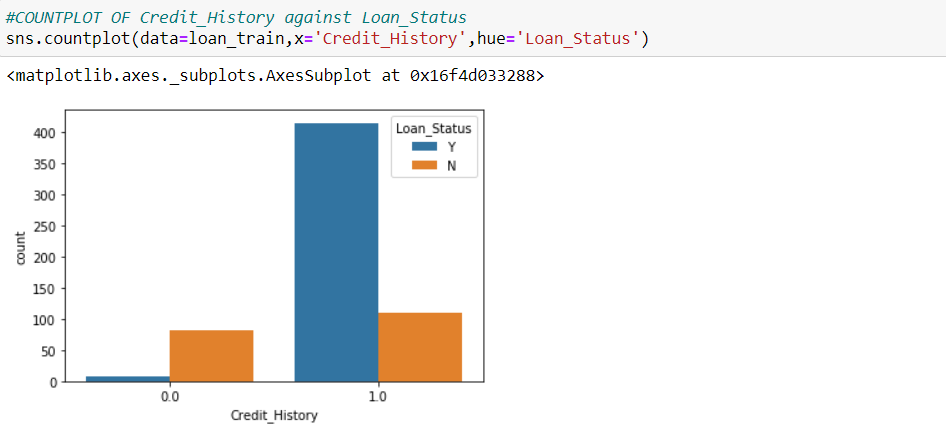 #COUNTPLOT OF Credit_History against Loan_Status
sns.countplot(data=loan_train,x='Credit_History',hue='Loan_Status')
<matplotlib.axes._subplots.AxesSubplot at 0x16f4d033288>
Loan_Status
Y
N
400
350
300
250
200
150
100
50
0
count
0.0 1.0
Credit_History